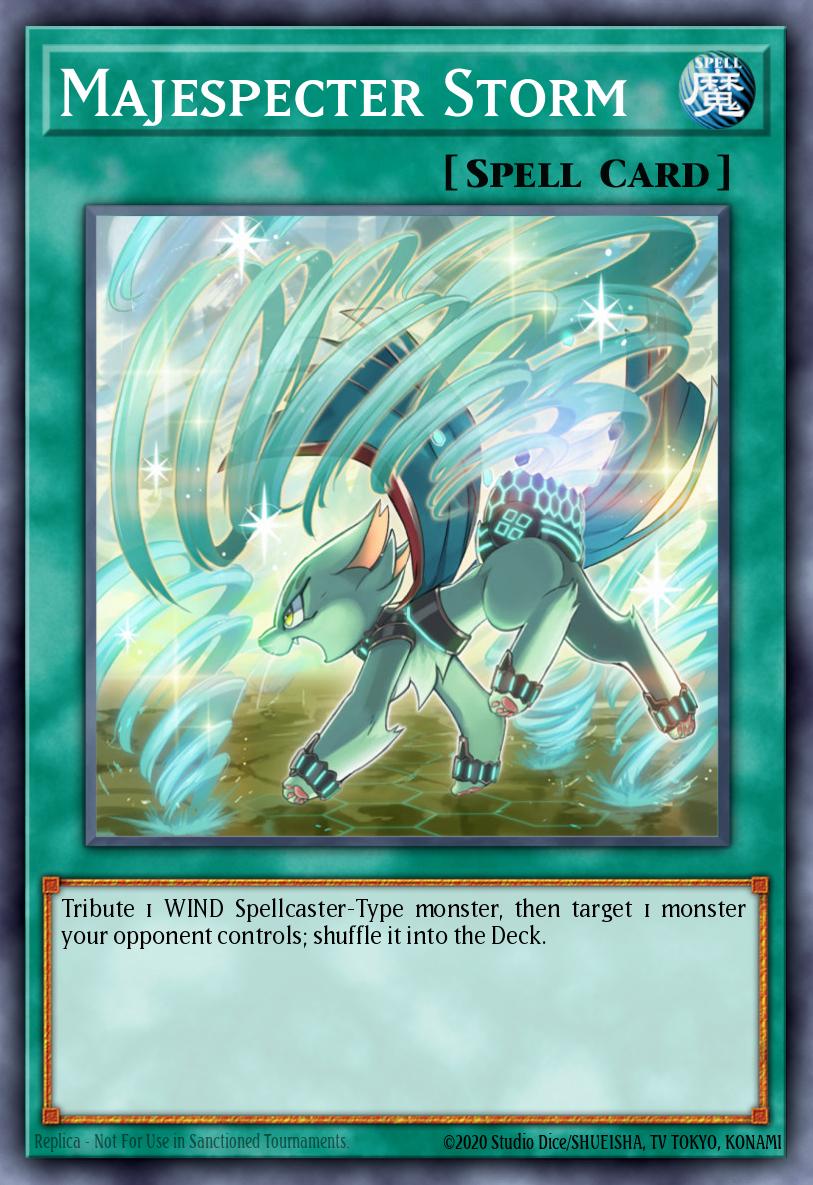 Majespecter Storm
SPELL
魔
[Spell Card]
Tribute 1 WIND Spellcaster-Type monster, then target 1 monster
your opponent controls; shuffle it into the Deck.
Replica - Not For Use in Sanctioned Tournaments.
©2020 Studio Dice/SHUEISHA, TV TOKYO, KONAMI